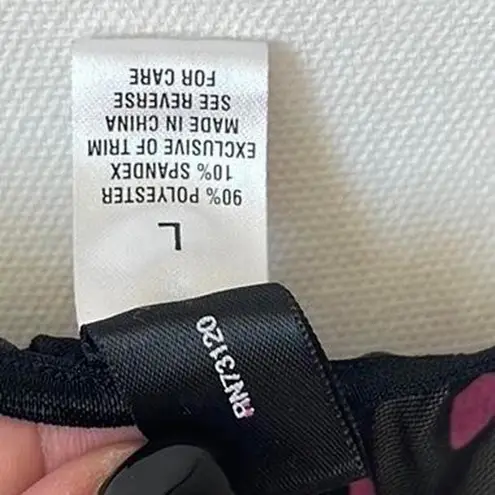 L
90% POLYESTER
10% SPANDEX
EXCLUSIVE OF TRIM
MADE IN CHINA
SEE REVERSE
FOR CARE
RN73120